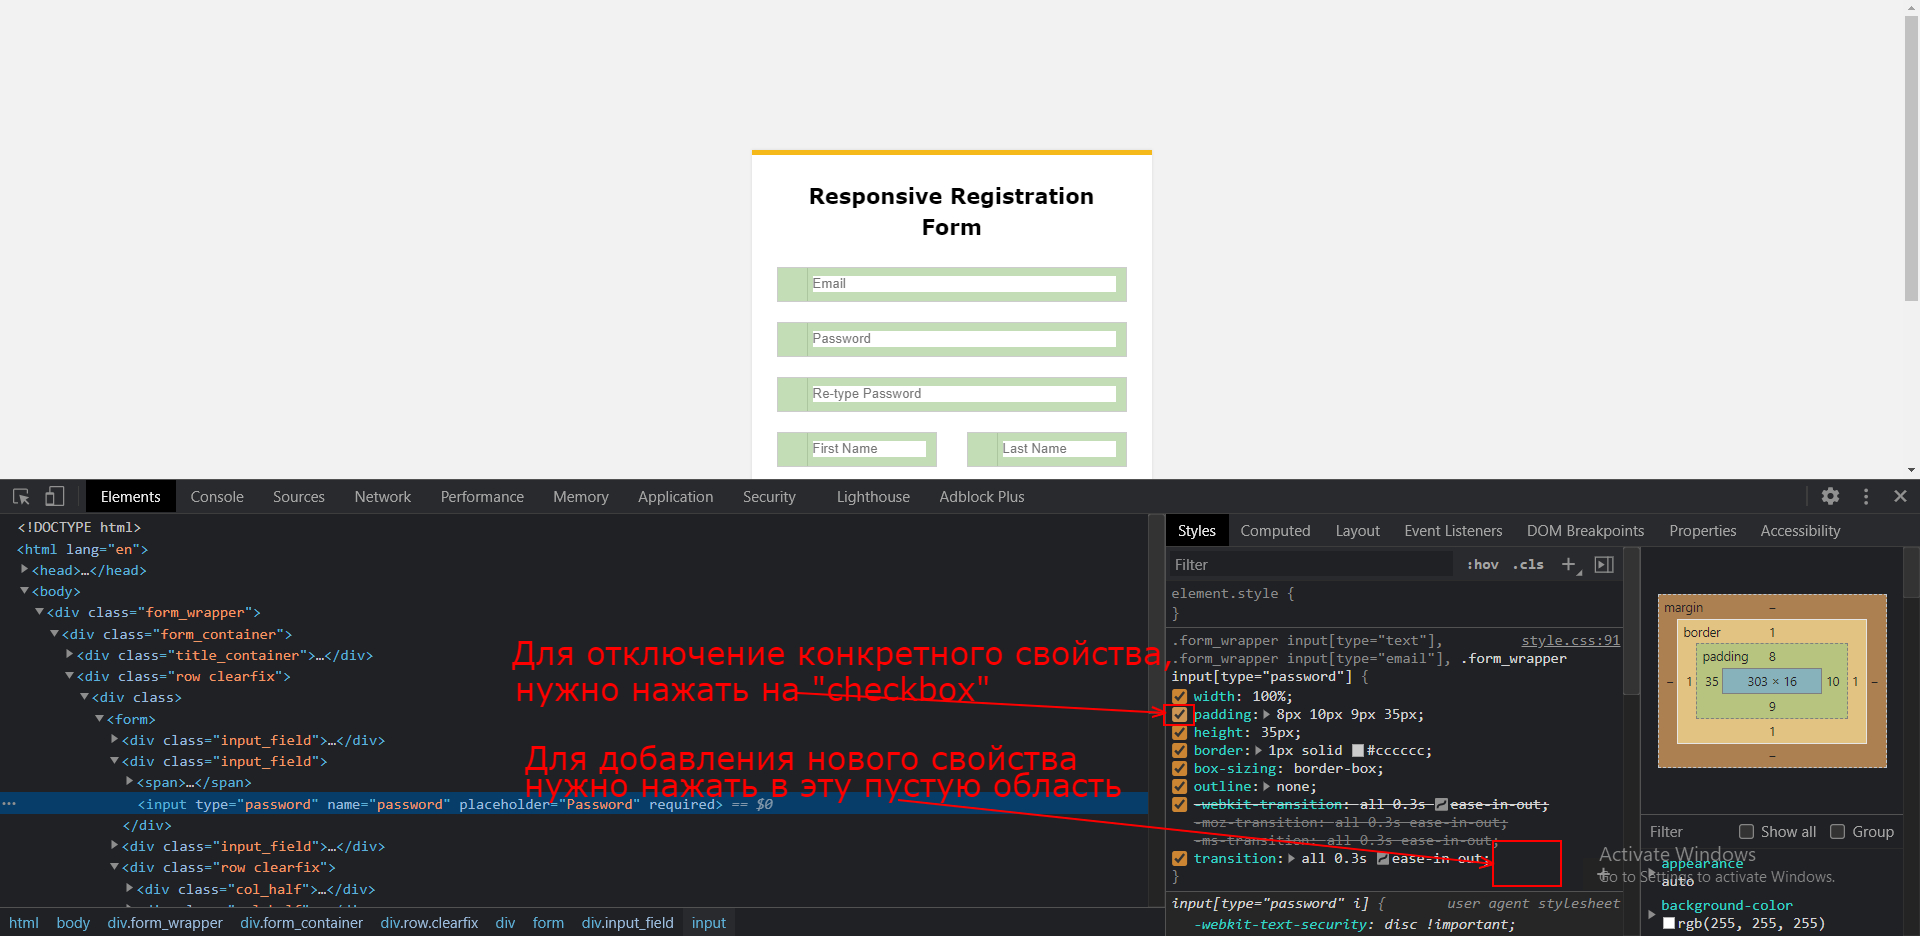 Responsive Registration
Form
Email
Password
Re-type Password
First Name
Last Name
Elements
Console
Sources
Network
Performance
Memory
Application
Security
Lighthouse
Adblock Plus
<!DOCTYPE html>
<html lang="en">
<head>…</head>
<body>
<div class="form_wrapper">
<div class="form_container">
<div class="title_container">…</div>
<div class="row clearfix">
<div class>
<form>
<div class="input_field">…</div>
<div class="input_field">
<span>…</span>
<input type="password" name="password" placeholder="Password" required> == $0
</div>
<div class="input_field">…</div>
<div class="row clearfix">
<div class="col_half">…</div>
html body div.form_wrapper div.form_container div.row.clearfix div form div.input_field input
Для отключение конкретного свойства,
нужно нажать на "checkbox"
Для добавления нового свойства
нужно нажать в эту пустую область
Styles
Computed
Layout
Event Listeners
DOM Breakpoints
Properties
Accessibility
Filter
:hov .cls +
element.style {
}
.form_wrapper input[type="text"], style.css:91
.form_wrapper input[type="email"], .form_wrapper
input[type="password"] {
width: 100%;
padding: 8px 10px 9px 35px;
height: 35px;
border: 1px solid #cccccc;
box-sizing: border-box;
outline: none;
-webkit-transition: all 0.3s ease-in-out;
-moz-transition: all 0.3s ease-in-out;
-ms-transition: all 0.3s ease-in-out;
transition: all 0.3s ease-in-out;
}
input[type="password" i] { user agent stylesheet
-webkit-text-security: disc !important;
margin –
border 1
padding 8
– 1 35 303 × 16 10 1 –
9
1
–
Filter Show all Group
Activate Windows
Go to Settings to activate Windows.
appearance
auto
background-color
rgb(255, 255, 255)